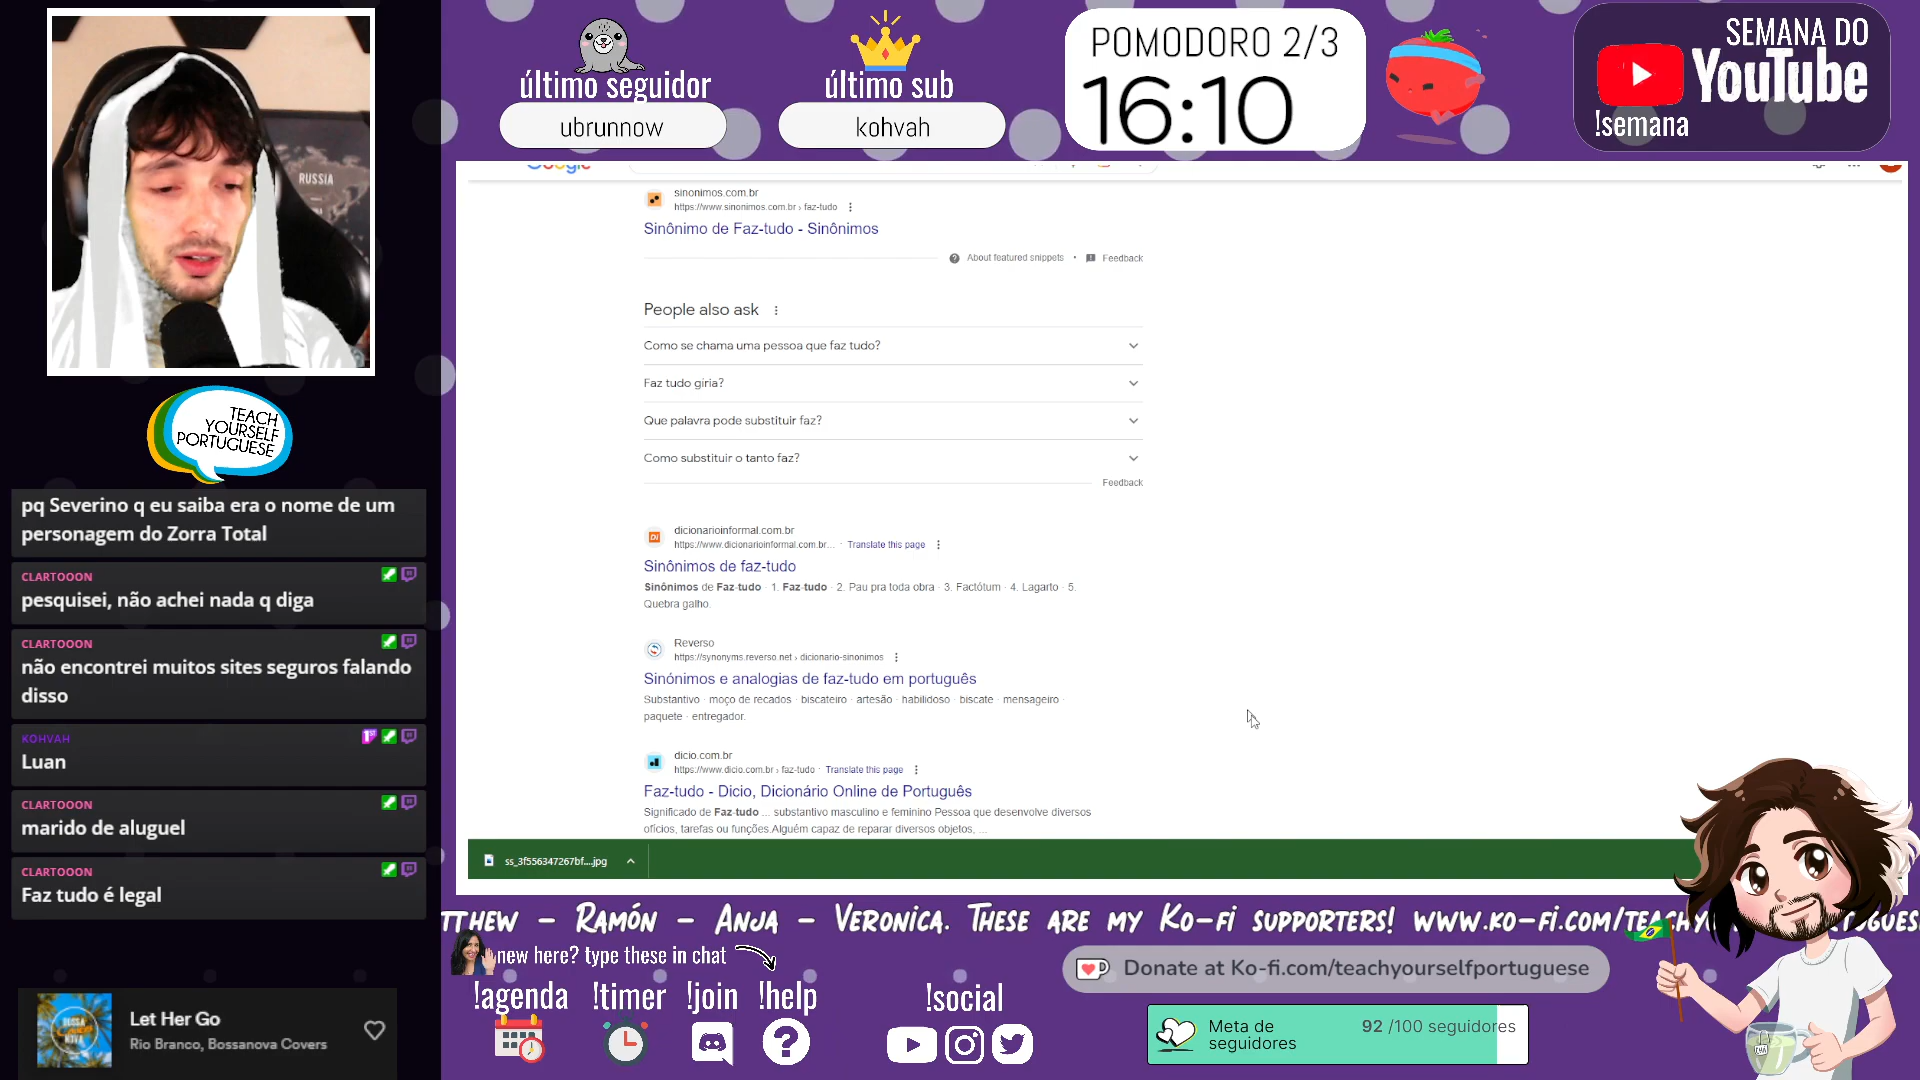 último seguidor
ubrunnow
último sub
kohvah
POMODORO 2/3
16:10
SEMANA DO
YouTube
!semana
RUSSIA
TEACH
YOURSELF
PORTUGUESE
pq Severino q eu saiba era o nome de um
personagem do Zorra Total
CLARTOOON
pesquisei, não achei nada q diga
CLARTOOON
não encontrei muitos sites seguros falando
disso
KOHVAH
Luan
CLARTOOON
marido de aluguel
CLARTOOON
Faz tudo é legal
Let Her Go
Rio Branco, Bossanova Covers
Google
sinonimos.com.br
https://www.sinonimos.com.br › faz-tudo
Sinônimo de Faz-tudo - Sinônimos
About featured snippets • Feedback
People also ask
Como se chama uma pessoa que faz tudo?
Faz tudo gíria?
Que palavra pode substituir faz?
Como substituir o tanto faz?
Feedback
dicionarioinformal.com.br
https://www.dicionarioinformal.com.br... · Translate this page
Sinônimos de faz-tudo
Sinônimos de Faz-tudo · 1. Faz-tudo · 2. Pau pra toda obra · 3. Factótum · 4. Lagarto · 5.
Quebra galho.
Reverso
https://synonyms.reverso.net › dicionario-sinonimos
Sinónimos e analogias de faz-tudo em português
Substantivo · moço de recados · biscateiro · artesão · habilidoso · biscate · mensageiro ·
paquete · entregador.
dicio.com.br
https://www.dicio.com.br › faz-tudo · Translate this page
Faz-tudo - Dicio, Dicionário Online de Português
Significado de Faz-tudo ... substantivo masculino e feminino Pessoa que desenvolve diversos
ofícios, tarefas ou funções.Alguém capaz de reparar diversos objetos, ...
ss_3f556347267bf....jpg
TTHEW - RAMÓN - ANJA - VERONICA. THESE ARE MY KO-FI SUPPORTERS! WWW.KO-FI.COM/TEACHY
new here? type these in chat
!agenda !timer !join !help
!social
Donate at Ko-fi.com/teachyourselfportuguese
Meta de
seguidores
92 /100 seguidores